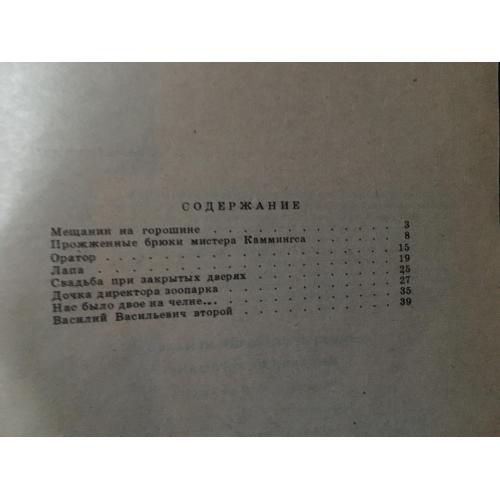 СОДЕРЖАНИЕ
Мещанин на горошине . . . . . . . . . . 3
Прожженные брюки мистера Каммингса . . . . 8
Оратор . . . . . . . . . . . . . . 15
Лапа . . . . . . . . . . . . . . . 19
Свадьба при закрытых дверях . . . . . . . 25
Дочка директора зоопарка . . . . . . . . 27
Нас было двое на челне... . . . . . . . . 35
Василий Васильевич второй . . . . . . . . 39